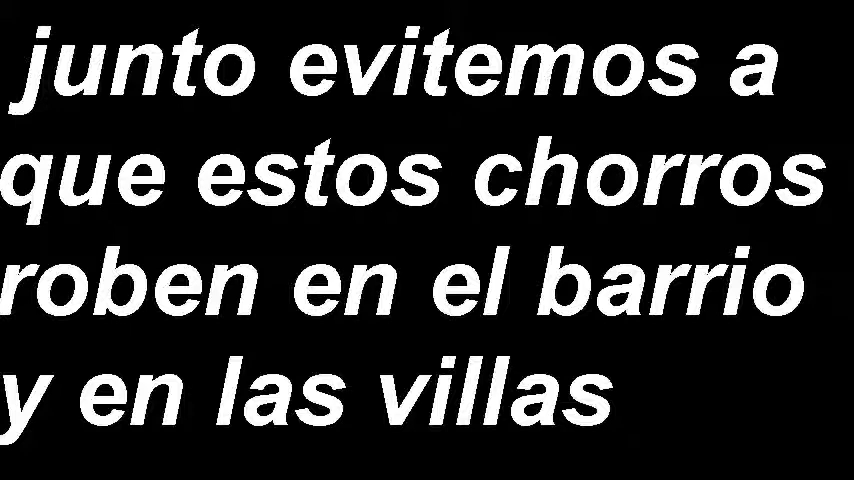 junto evitemos a
que estos chorros
roben en el barrio
y en las villas